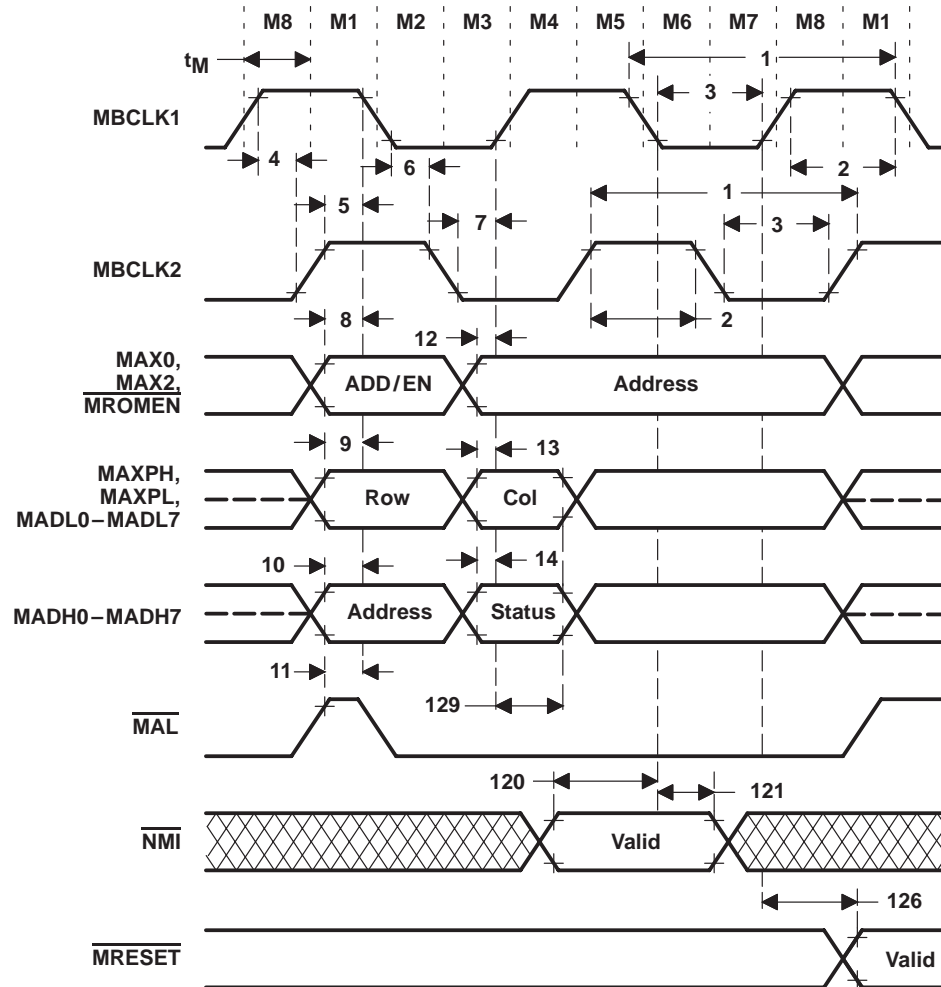 M8 M1 M2 M3 M4 M5 M6 M7 M8 M1
tM
1
3
MBCLK1
4 6 2
5 1
7 3
MBCLK2
8 2
12
MAX0,
MAX2,
MROMEN
ADD/EN Address
9 13
MAXPH,
MAXPL,
MADL0–MADL7
Row Col
10 14
MADH0–MADH7 Address Status
11
129
MAL
120 121
NMI Valid
126
MRESET Valid